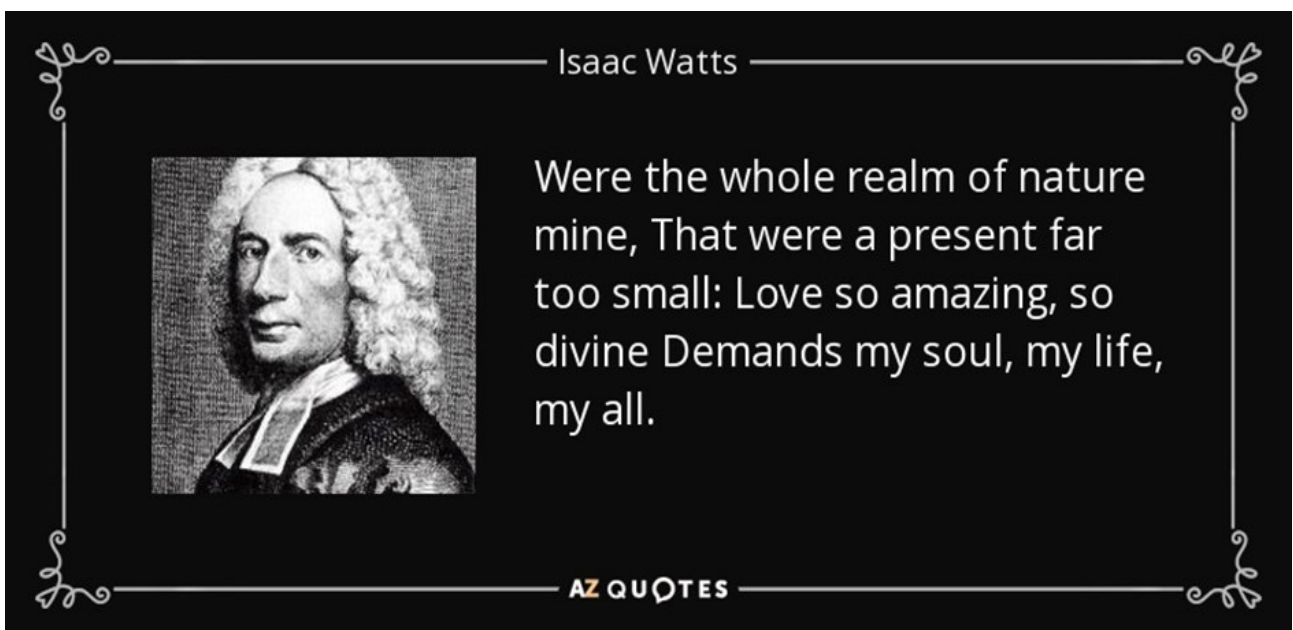 Isaac Watts
Were the whole realm of nature
mine, That were a present far
too small: Love so amazing, so
divine Demands my soul, my life,
my all.
AZ QUOTES